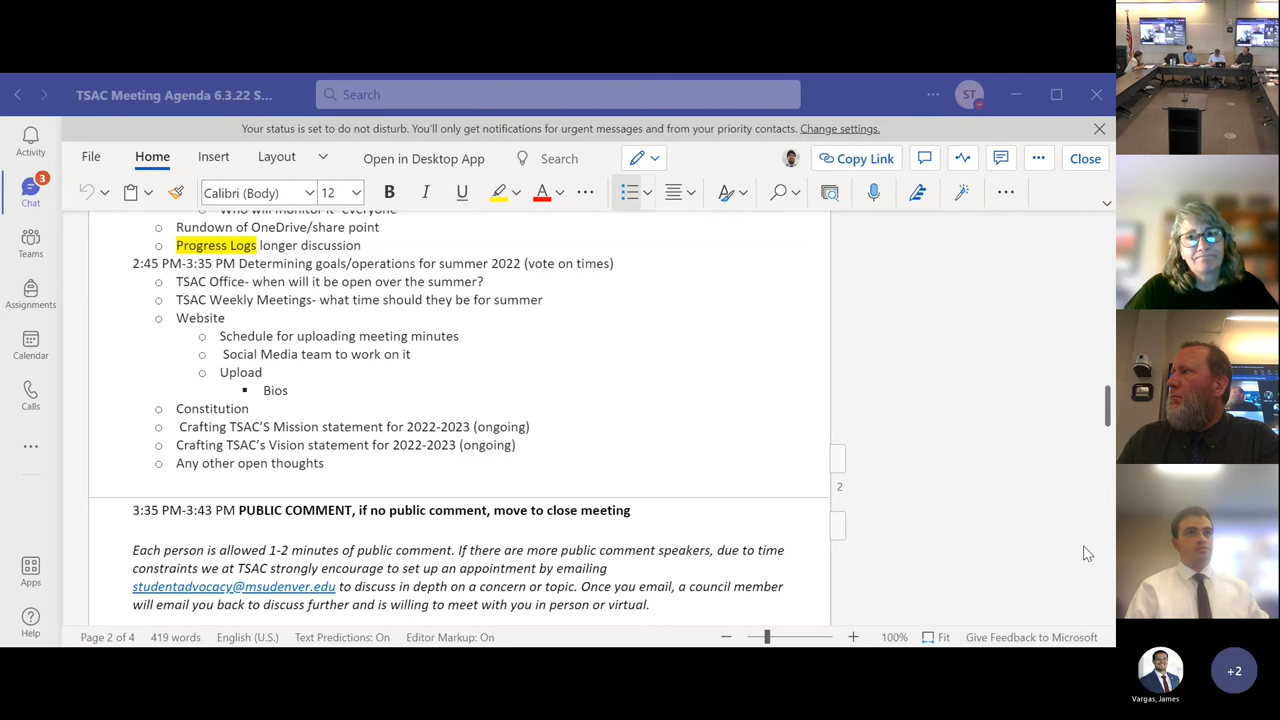 TSAC Meeting Agenda 6.3.22 S...
Search
ST
Your status is set to do not disturb. You'll only get notifications for urgent messages and from your priority contacts. Change settings.
Activity
3
Chat
Teams
Assignments
Calendar
Calls
Apps
Help
File Home Insert Layout Open in Desktop App Search Copy Link Close
Calibri (Body) 12 B I U A
Who will monitor it- everyone
Rundown of OneDrive/share point
Progress Logs longer discussion
2:45 PM-3:35 PM Determining goals/operations for summer 2022 (vote on times)
TSAC Office- when will it be open over the summer?
TSAC Weekly Meetings- what time should they be for summer
Website
Schedule for uploading meeting minutes
Social Media team to work on it
Upload
Bios
Constitution
Crafting TSAC'S Mission statement for 2022-2023 (ongoing)
Crafting TSAC's Vision statement for 2022-2023 (ongoing)
Any other open thoughts
2
3:35 PM-3:43 PM PUBLIC COMMENT, if no public comment, move to close meeting
Each person is allowed 1-2 minutes of public comment. If there are more public comment speakers, due to time
constraints we at TSAC strongly encourage to set up an appointment by emailing
studentadvocacy@msudenver.edu to discuss in depth on a concern or topic. Once you email, a council member
will email you back to discuss further and is willing to meet with you in person or virtual.
Page 2 of 4 419 words English (U.S.) Text Predictions: On Editor Markup: On 100% Fit Give Feedback to Microsoft
Vargas, James
+2